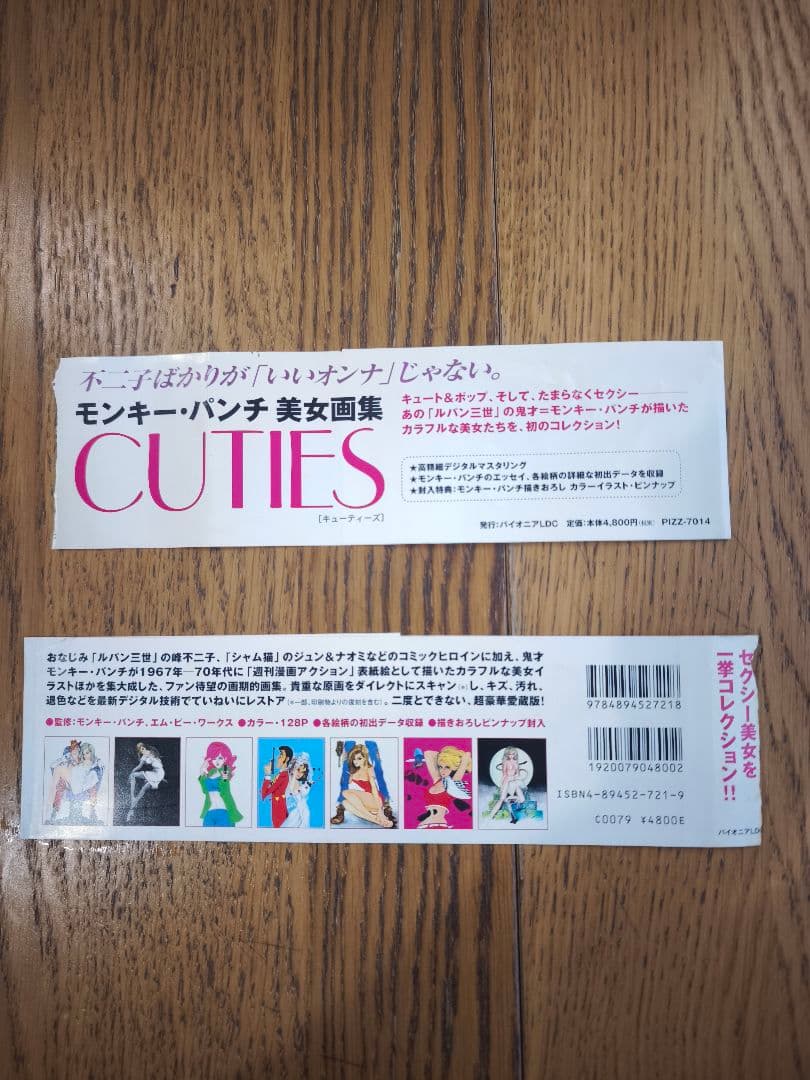 不二子ばかりが「いいオンナ」じゃない。
モンキー・パンチ 美女画集
CUTIES
[キューティーズ]
キュート&ポップ、そして、たまらなくセクシー――
あの「ルパン三世」の鬼才=モンキー・パンチが描いた
カラフルな美女たちを、初のコレクション!
★高精細デジタルマスタリング
★モンキー・パンチのエッセイ、各絵柄の詳細な初出データを収録
★封入特典:モンキー・パンチ描きおろし カラーイラスト・ピンナップ
発行:パイオニアLDC 定価:本体4,800円(税別) PIZZ-7014
おなじみ「ルパン三世」の峰不二子、「シャム猫」のジュン&ナオミなどのコミックヒロインに加え、鬼才
モンキー・パンチが1967年―70年代に「週刊漫画アクション」表紙絵として描いたカラフルな美女イ
ラストほかを集大成した、ファン待望の画期的画集。貴重な原画をダイレクトにスキャン(※)し、キズ、汚れ、
退色などを最新デジタル技術でていねいにレストア(※一部、印刷物よりの復刻を含む)。二度とできない、超豪華愛蔵版!
●監修:モンキー・パンチ、エム・ピー・ワークス ●カラー・128P ●各絵柄の初出データ収録 ●描きおろしピンナップ封入
9784894527218
1920079048002
ISBN4-89452-721-9
C0079 ¥4800E
セクシー美女を
一挙コレクション!!
パイオニアLDC